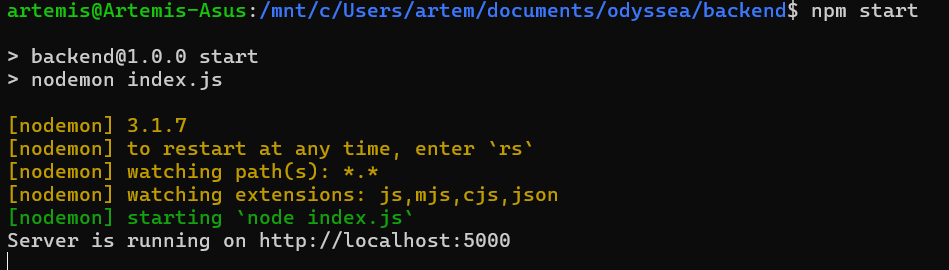 artemis@Artemis-Asus:/mnt/c/Users/artem/documents/odyssea/backend$ npm start
> backend@1.0.0 start
> nodemon index.js
[nodemon] 3.1.7
[nodemon] to restart at any time, enter `rs`
[nodemon] watching path(s): *.*
[nodemon] watching extensions: js,mjs,cjs,json
[nodemon] starting `node index.js`
Server is running on http://localhost:5000